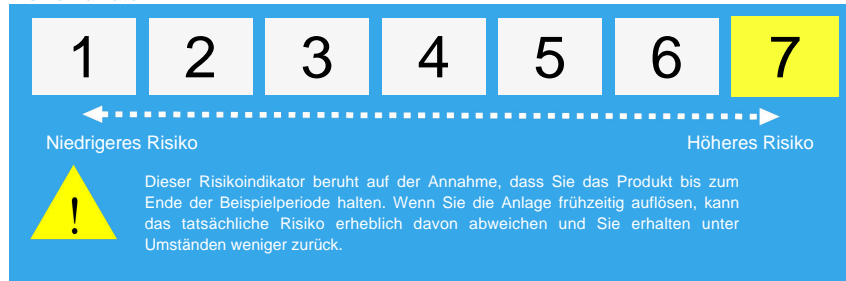 1 2 3 4 5 6 7
Niedrigeres Risiko Höheres Risiko
!
Dieser Risikoindikator beruht auf der Annahme, dass Sie das Produkt bis zum
Ende der Beispielperiode halten. Wenn Sie die Anlage frühzeitig auflösen, kann
das tatsächliche Risiko erheblich davon abweichen und Sie erhalten unter
Umständen weniger zurück.